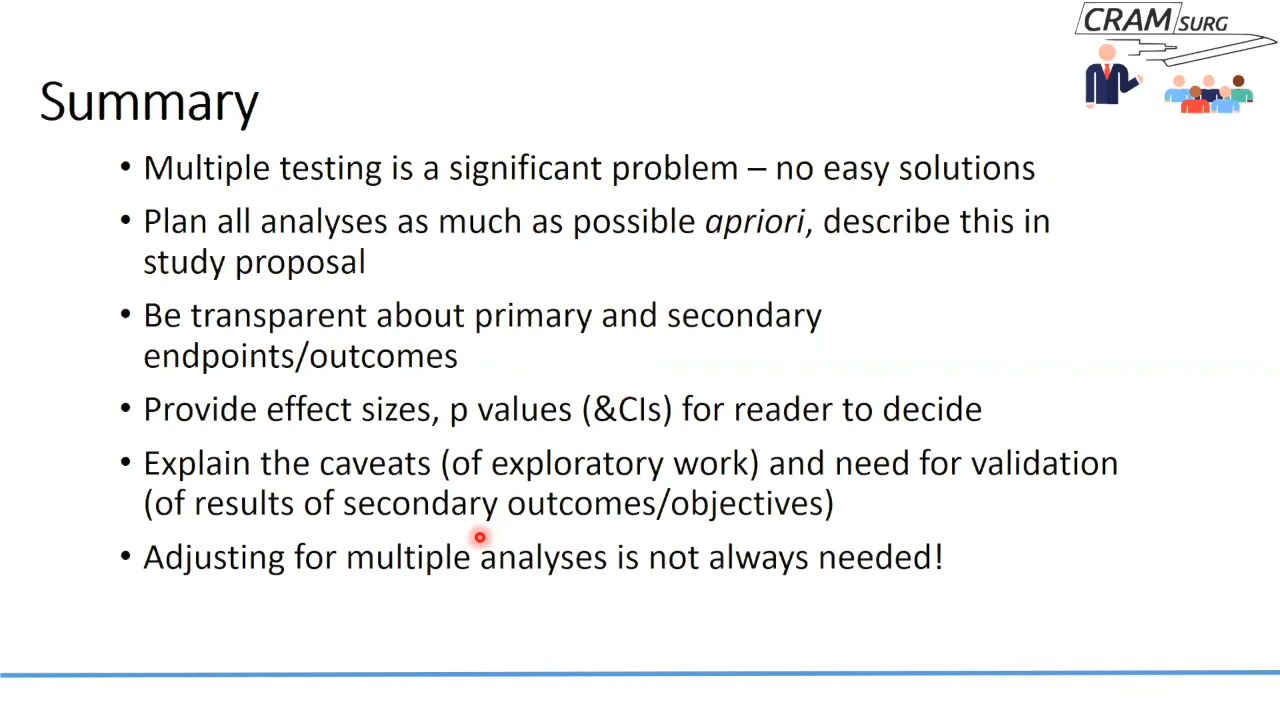 CRAM SURG
Summary
• Multiple testing is a significant problem – no easy solutions
• Plan all analyses as much as possible apriori, describe this in
study proposal
• Be transparent about primary and secondary
endpoints/outcomes
• Provide effect sizes, p values (&CIs) for reader to decide
• Explain the caveats (of exploratory work) and need for validation
(of results of secondary outcomes/objectives)
• Adjusting for multiple analyses is not always needed!